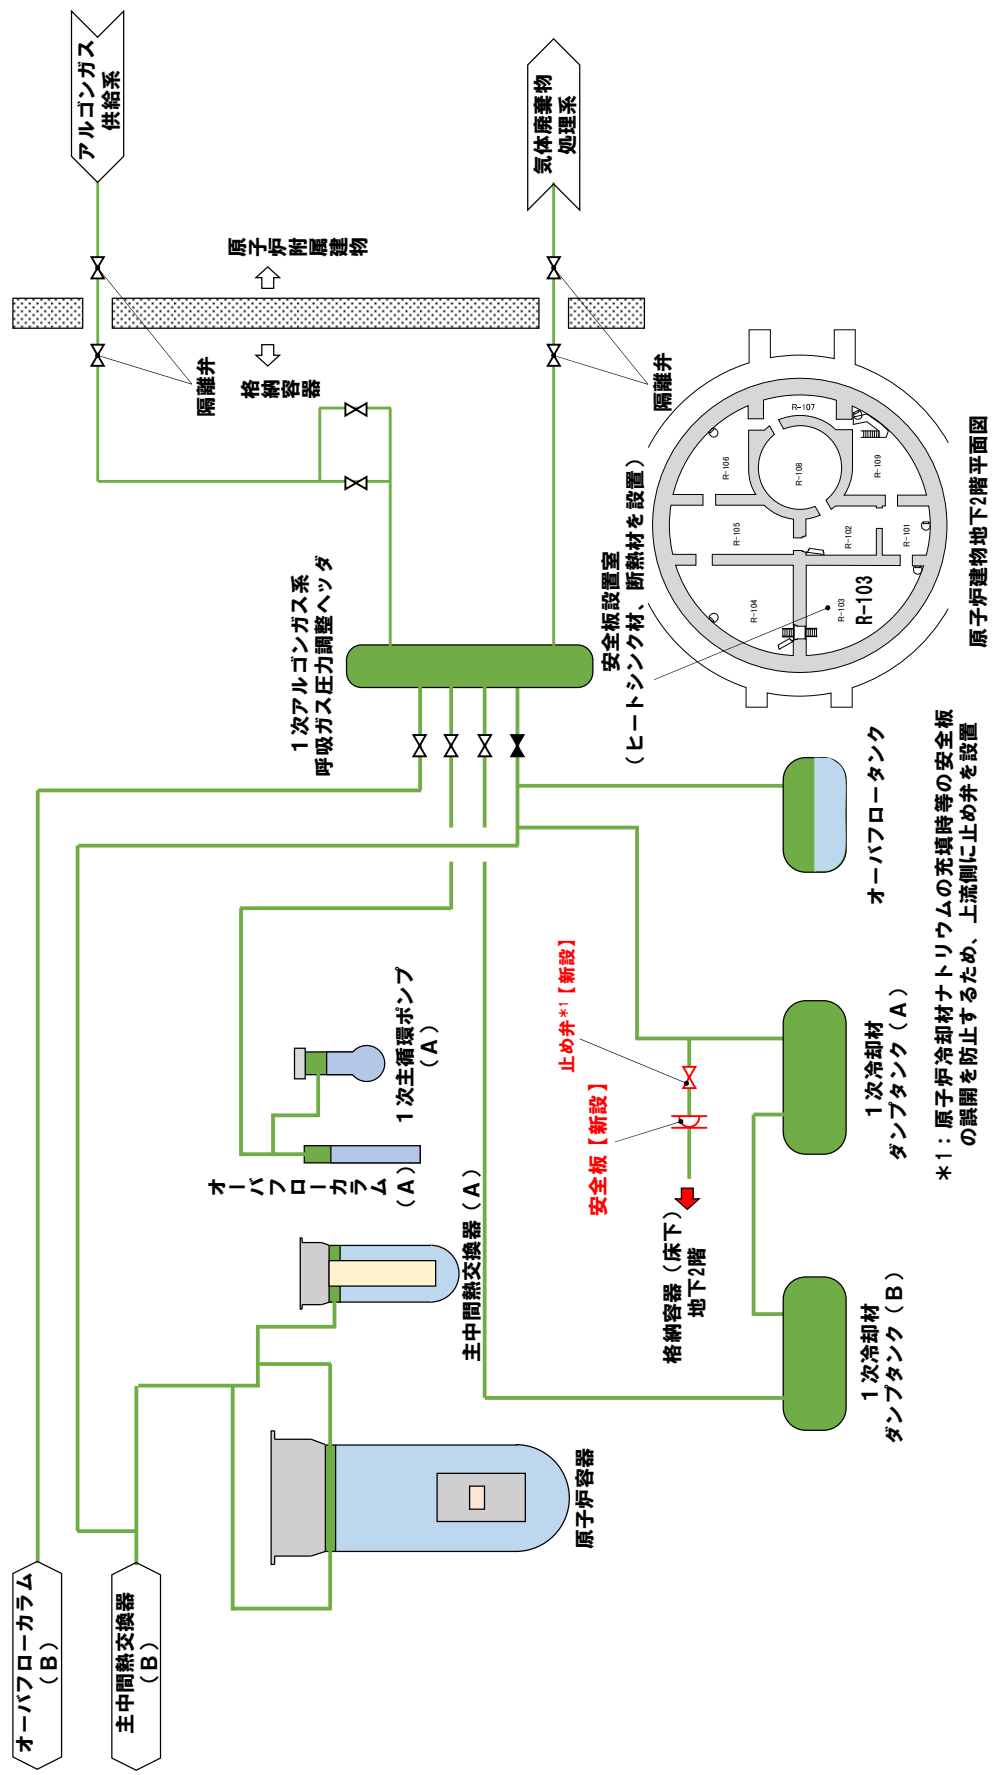 オーバフローカラム
（B）
主中間熱交換器
（B）
原子炉容器
主中間熱交換器（A）
オーバフローカラム
（A）
1次主循環ポンプ
（A）
1次アルゴンガス系
呼吸ガス圧力調整ヘッダ
隔離弁
格納容器
原子炉附属建物
アルゴンガス
供給系
気体廃棄物
処理系
隔離弁
止め弁*1【新設】
安全板【新設】
格納容器（床下）
地下2階
1次冷却材
ダンプタンク（B）
1次冷却材
ダンプタンク（A）
オーバフロータンク
安全板設置室
（ヒートシンク材、断熱材を設置）
R-104
R-105
R-106
R-107
R-108
R-109
R-102
R-101
R-103
R-103
原子炉建物地下2階平面図
*1：原子炉冷却材ナトリウムの充填時等の安全板
の誤開を防止するため、上流側に止め弁を設置